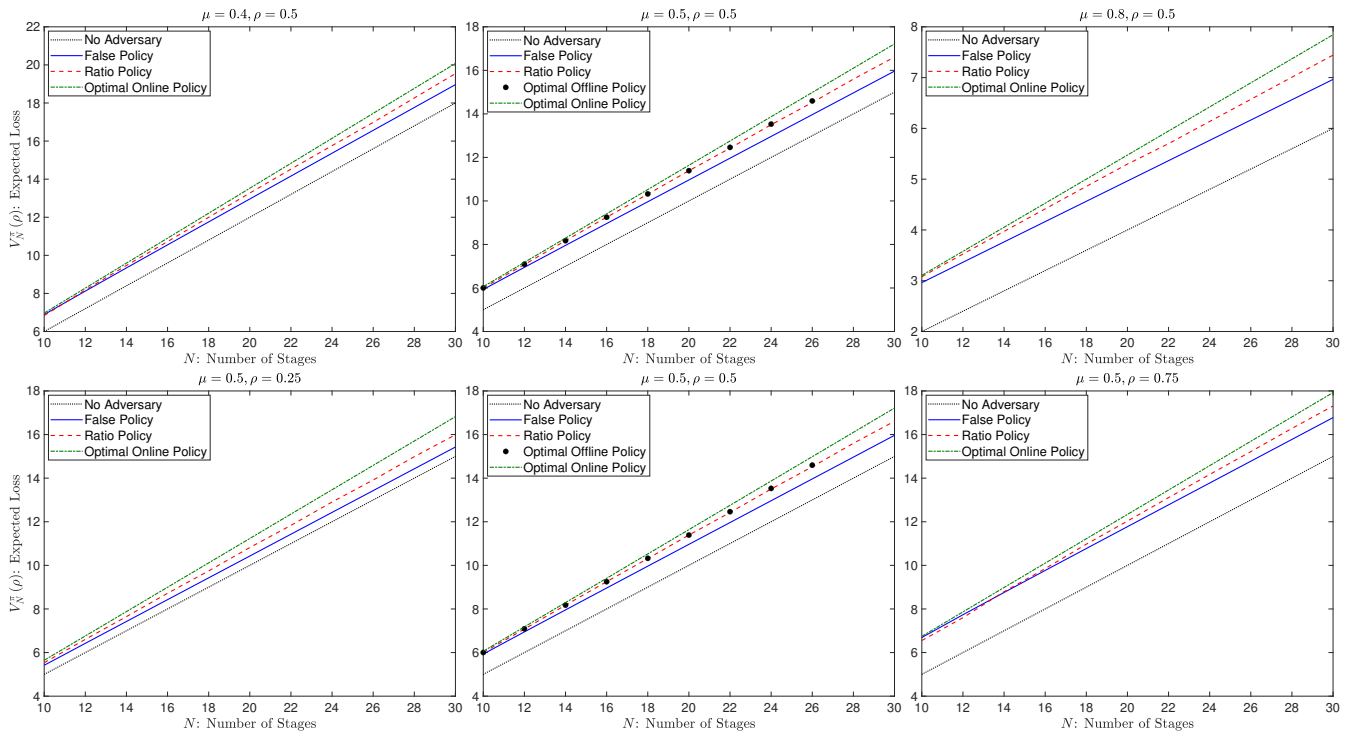 μ = 0.4, ρ = 0.5
22
20
18
16
14
12
10
8
6
V_N^π (ρ): Expected Loss
No Adversary
False Policy
Ratio Policy
Optimal Online Policy
10 12 14 16 18 20 22 24 26 28 30
N: Number of Stages
μ = 0.5, ρ = 0.5
18
16
14
12
10
8
6
4
No Adversary
False Policy
Ratio Policy
Optimal Offline Policy
Optimal Online Policy
10 12 14 16 18 20 22 24 26 28 30
N: Number of Stages
μ = 0.8, ρ = 0.5
8
7
6
5
4
3
2
No Adversary
False Policy
Ratio Policy
Optimal Online Policy
10 12 14 16 18 20 22 24 26 28 30
N: Number of Stages
μ = 0.5, ρ = 0.25
18
16
14
12
10
8
6
4
V_N^π (ρ): Expected Loss
No Adversary
False Policy
Ratio Policy
Optimal Online Policy
10 12 14 16 18 20 22 24 26 28 30
N: Number of Stages
μ = 0.5, ρ = 0.5
18
16
14
12
10
8
6
4
No Adversary
False Policy
Ratio Policy
Optimal Offline Policy
Optimal Online Policy
10 12 14 16 18 20 22 24 26 28 30
N: Number of Stages
μ = 0.5, ρ = 0.75
18
16
14
12
10
8
6
4
No Adversary
False Policy
Ratio Policy
Optimal Online Policy
10 12 14 16 18 20 22 24 26 28 30
N: Number of Stages